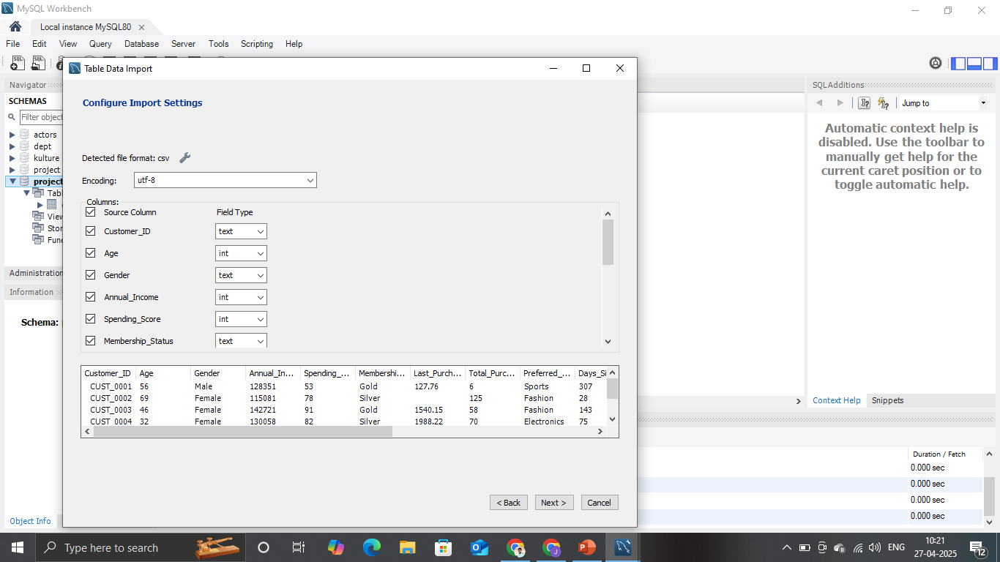 MySQL Workbench
Local instance MySQL80
File Edit View Query Database Server Tools Scripting Help
Navigator
SCHEMAS
Filter object
actors
dept
kulture
project
project
Tabl
View
Stor
Fun
Administration
Information
Schema:
Object Info
Table Data Import
Configure Import Settings
Detected file format: csv
Encoding: utf-8
Columns:
Source Column Field Type
Customer_ID text
Age int
Gender text
Annual_Income int
Spending_Score int
Membership_Status text
Customer_ID Age Gender Annual_In... Spending_... Membershi... Last_Purch... Total_Purc... Preferred_... Days_Si
CUST_0001 56 Male 128351 53 Gold 127.76 6 Sports 307
CUST_0002 69 Female 115081 78 Silver 125 Fashion 28
CUST_0003 46 Female 142721 91 Gold 1540.15 58 Fashion 143
CUST_0004 32 Female 130058 82 Silver 1988.22 70 Electronics 75
< Back Next > Cancel
SQLAdditions
Jump to
Automatic context help is
disabled. Use the toolbar to
manually get help for the
current caret position or to
toggle automatic help.
Context Help Snippets
Duration / Fetch
0.000 sec
0.000 sec
0.000 sec
0.000 sec
Type here to search
ENG
10:21
27-04-2025
12